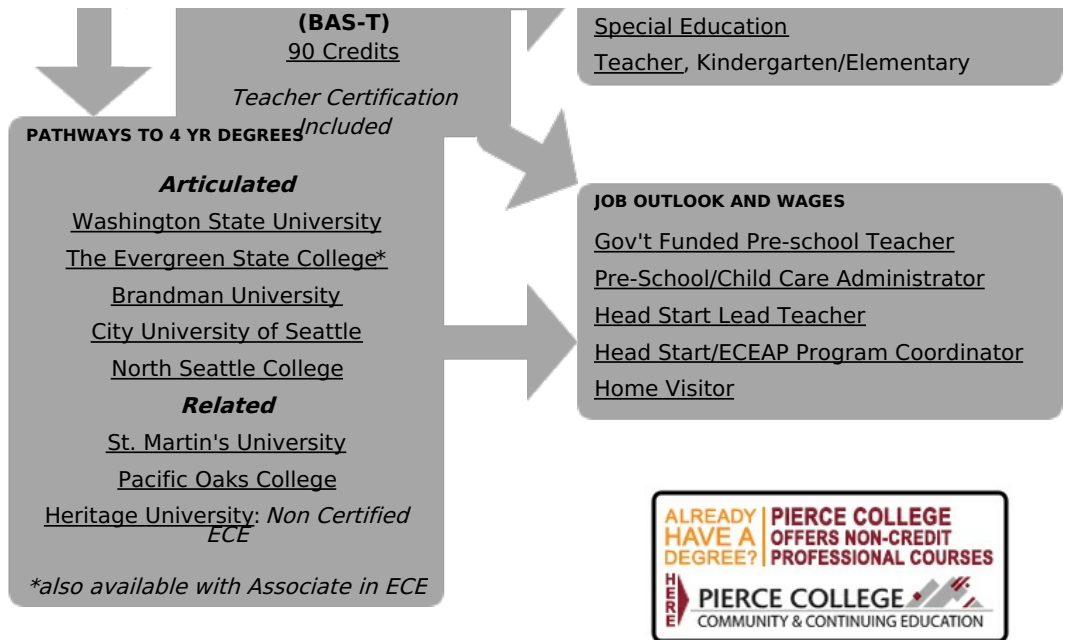 (BAS-T)
90 Credits
Teacher Certification
Included
Special Education
Teacher, Kindergarten/Elementary
PATHWAYS TO 4 YR DEGREES
Articulated
Washington State University
The Evergreen State College*
Brandman University
City University of Seattle
North Seattle College
Related
St. Martin's University
Pacific Oaks College
Heritage University: Non Certified
ECE
*also available with Associate in ECE
JOB OUTLOOK AND WAGES
Gov't Funded Pre-school Teacher
Pre-School/Child Care Administrator
Head Start Lead Teacher
Head Start/ECEAP Program Coordinator
Home Visitor
ALREADY
HAVE A
DEGREE?
PIERCE COLLEGE
OFFERS NON-CREDIT
PROFESSIONAL COURSES
HERE
PIERCE COLLEGE
COMMUNITY & CONTINUING EDUCATION